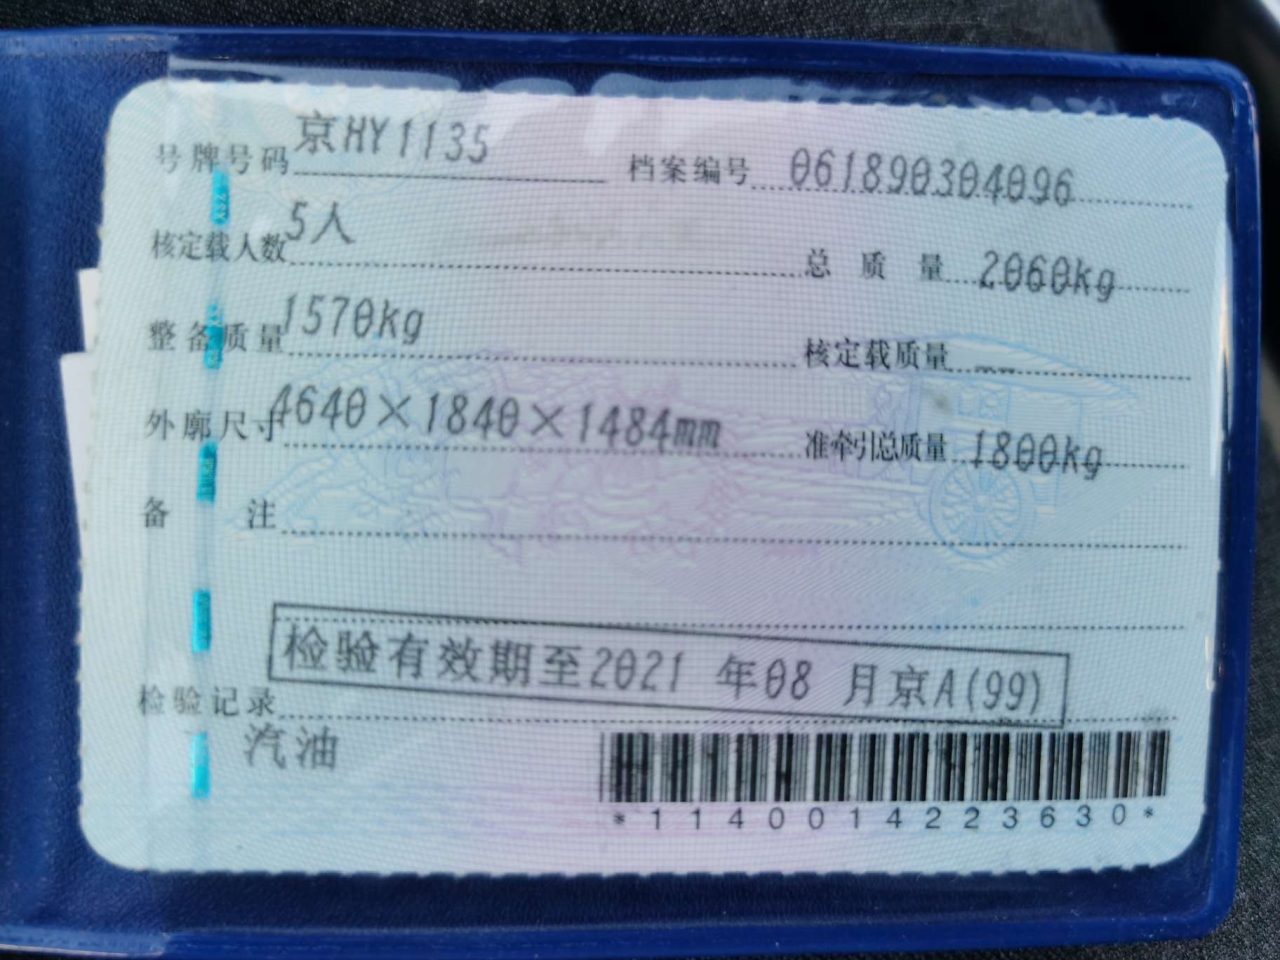 号牌号码 京HY1135 档案编号 061890304096
核定载人数 5人 总质量 2060kg
整备质量 1570kg 核定载质量 --
外廓尺寸 4640×1840×1484mm 准牵引总质量 1800kg
备注
检验有效期至2021 年08 月京A(99)
检验记录
汽油
*1140014223630*